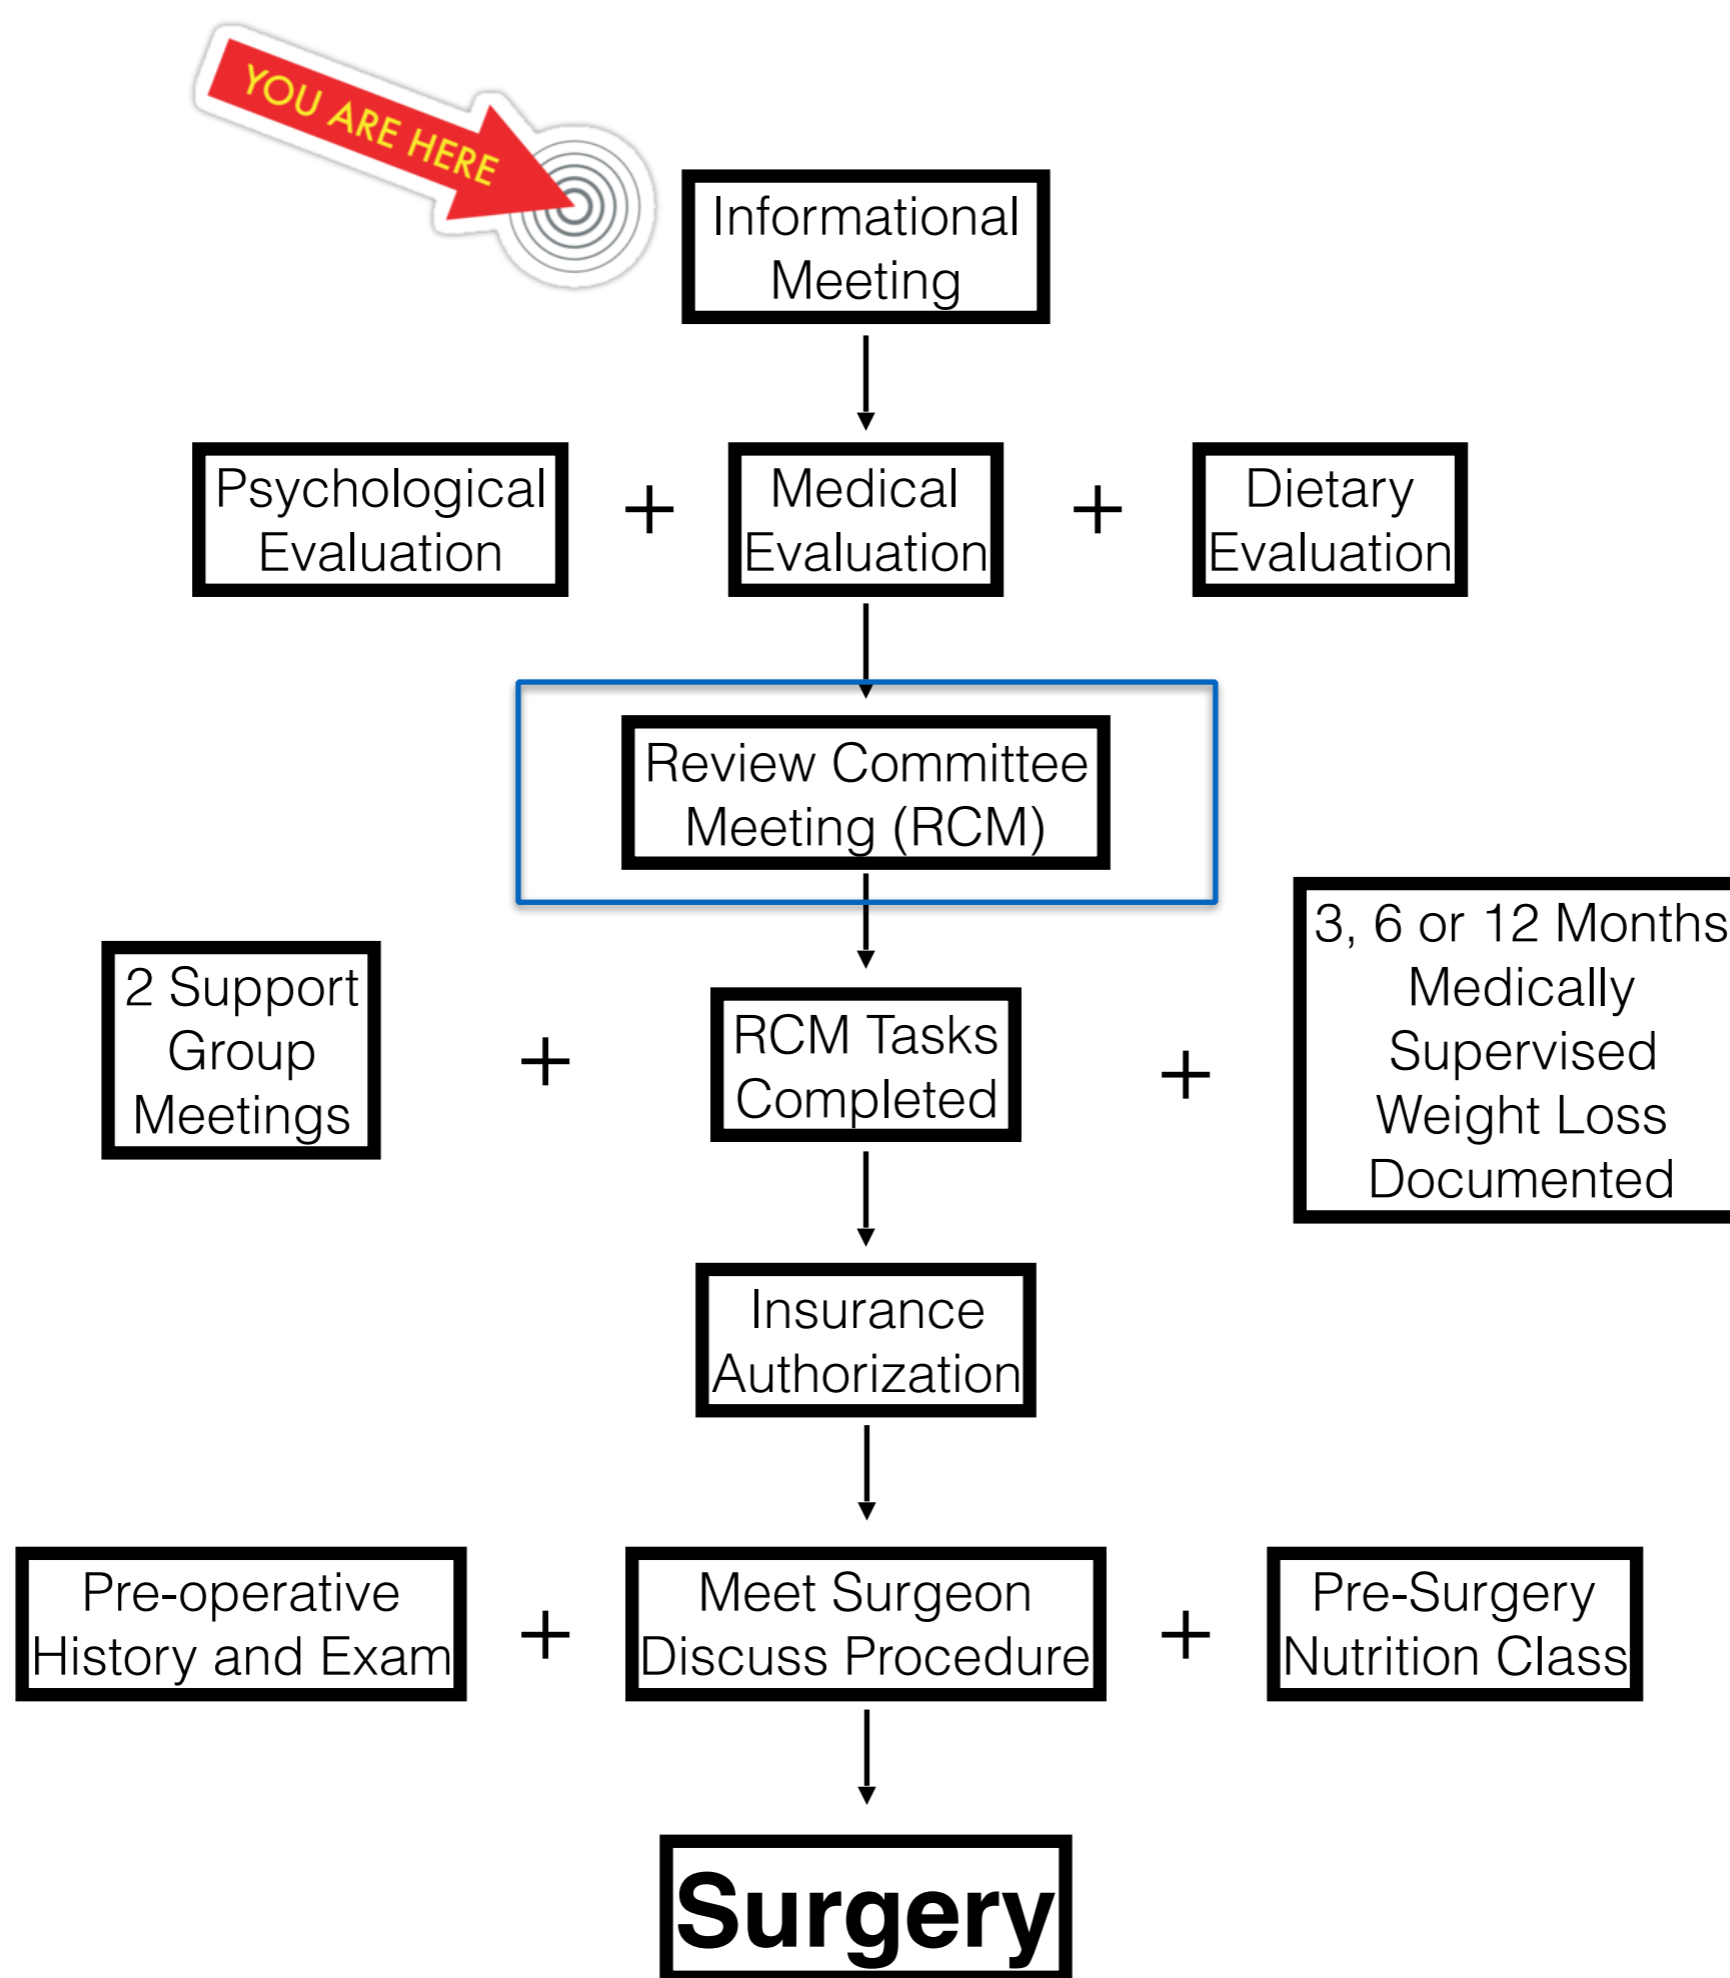 YOU ARE HERE
Informational
Meeting
Psychological
Evaluation
+
Medical
Evaluation
+
Dietary
Evaluation
Review Committee
Meeting (RCM)
2 Support
Group
Meetings
+
RCM Tasks
Completed
+
3, 6 or 12 Months
Medically
Supervised
Weight Loss
Documented
Insurance
Authorization
Pre-operative
History and Exam
+
Meet Surgeon
Discuss Procedure
+
Pre-Surgery
Nutrition Class
Surgery